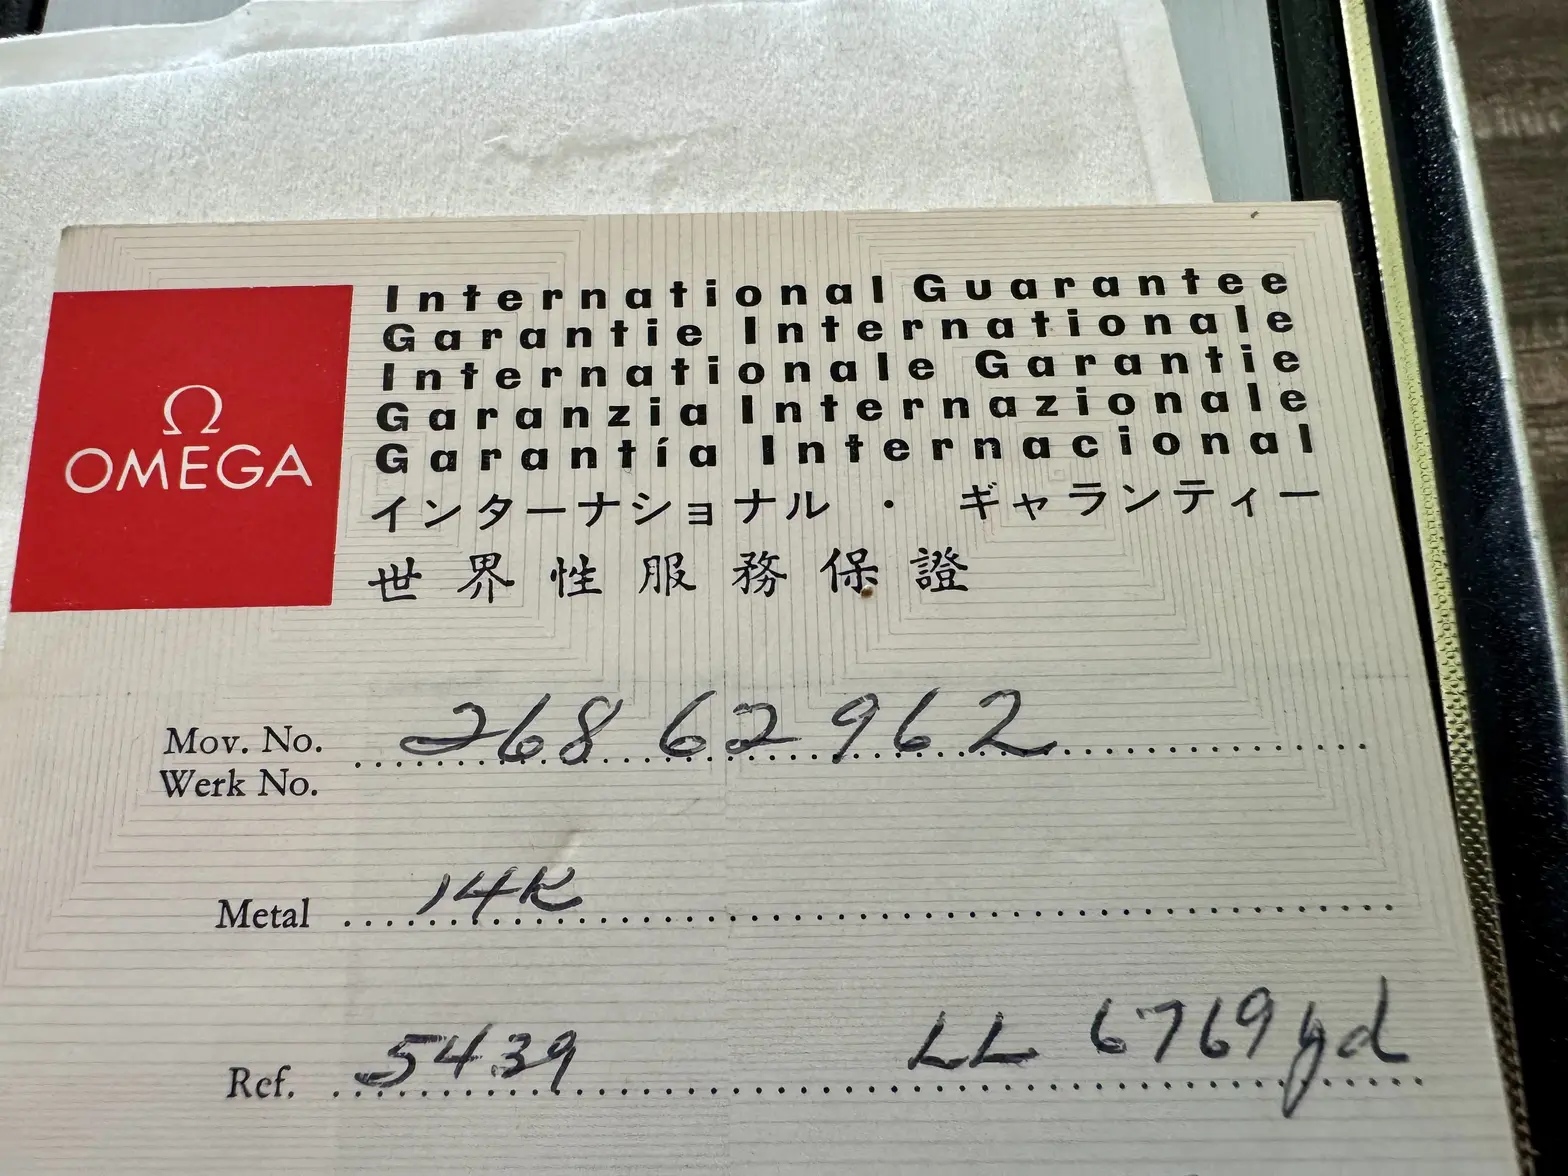 Ω
OMEGA
International Guarantee
Garantie Internationale
Internationale Garantie
Garanzia Internazionale
Garantía Internacional
インターナショナル・ギャランティー
世界性服務保證
Mov. No. 26862962
Werk No.
Metal 14K
Ref. 5439 LL 6769 yd